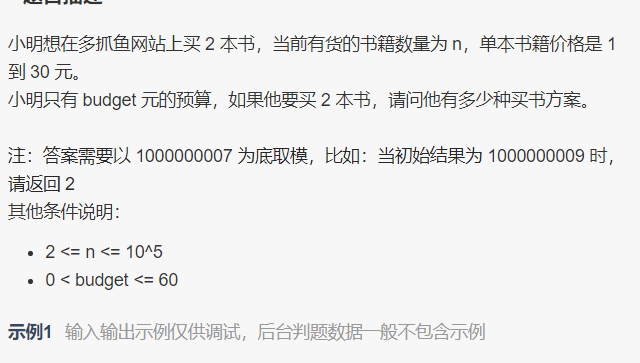 小明想在多抓鱼网站上买 2 本书，当前有货的书籍数量为 n，单本书籍价格是 1
到 30 元。
小明只有 budget 元的预算，如果他要买 2 本书，请问他有多少种买书方案。
注：答案需要以 1000000007 为底取模，比如：当初始结果为 1000000009 时，
请返回 2
其他条件说明：
• 2 <= n <= 10^5
• 0 < budget <= 60
示例1 输入输出示例仅供调试，后台判题数据一般不包含示例